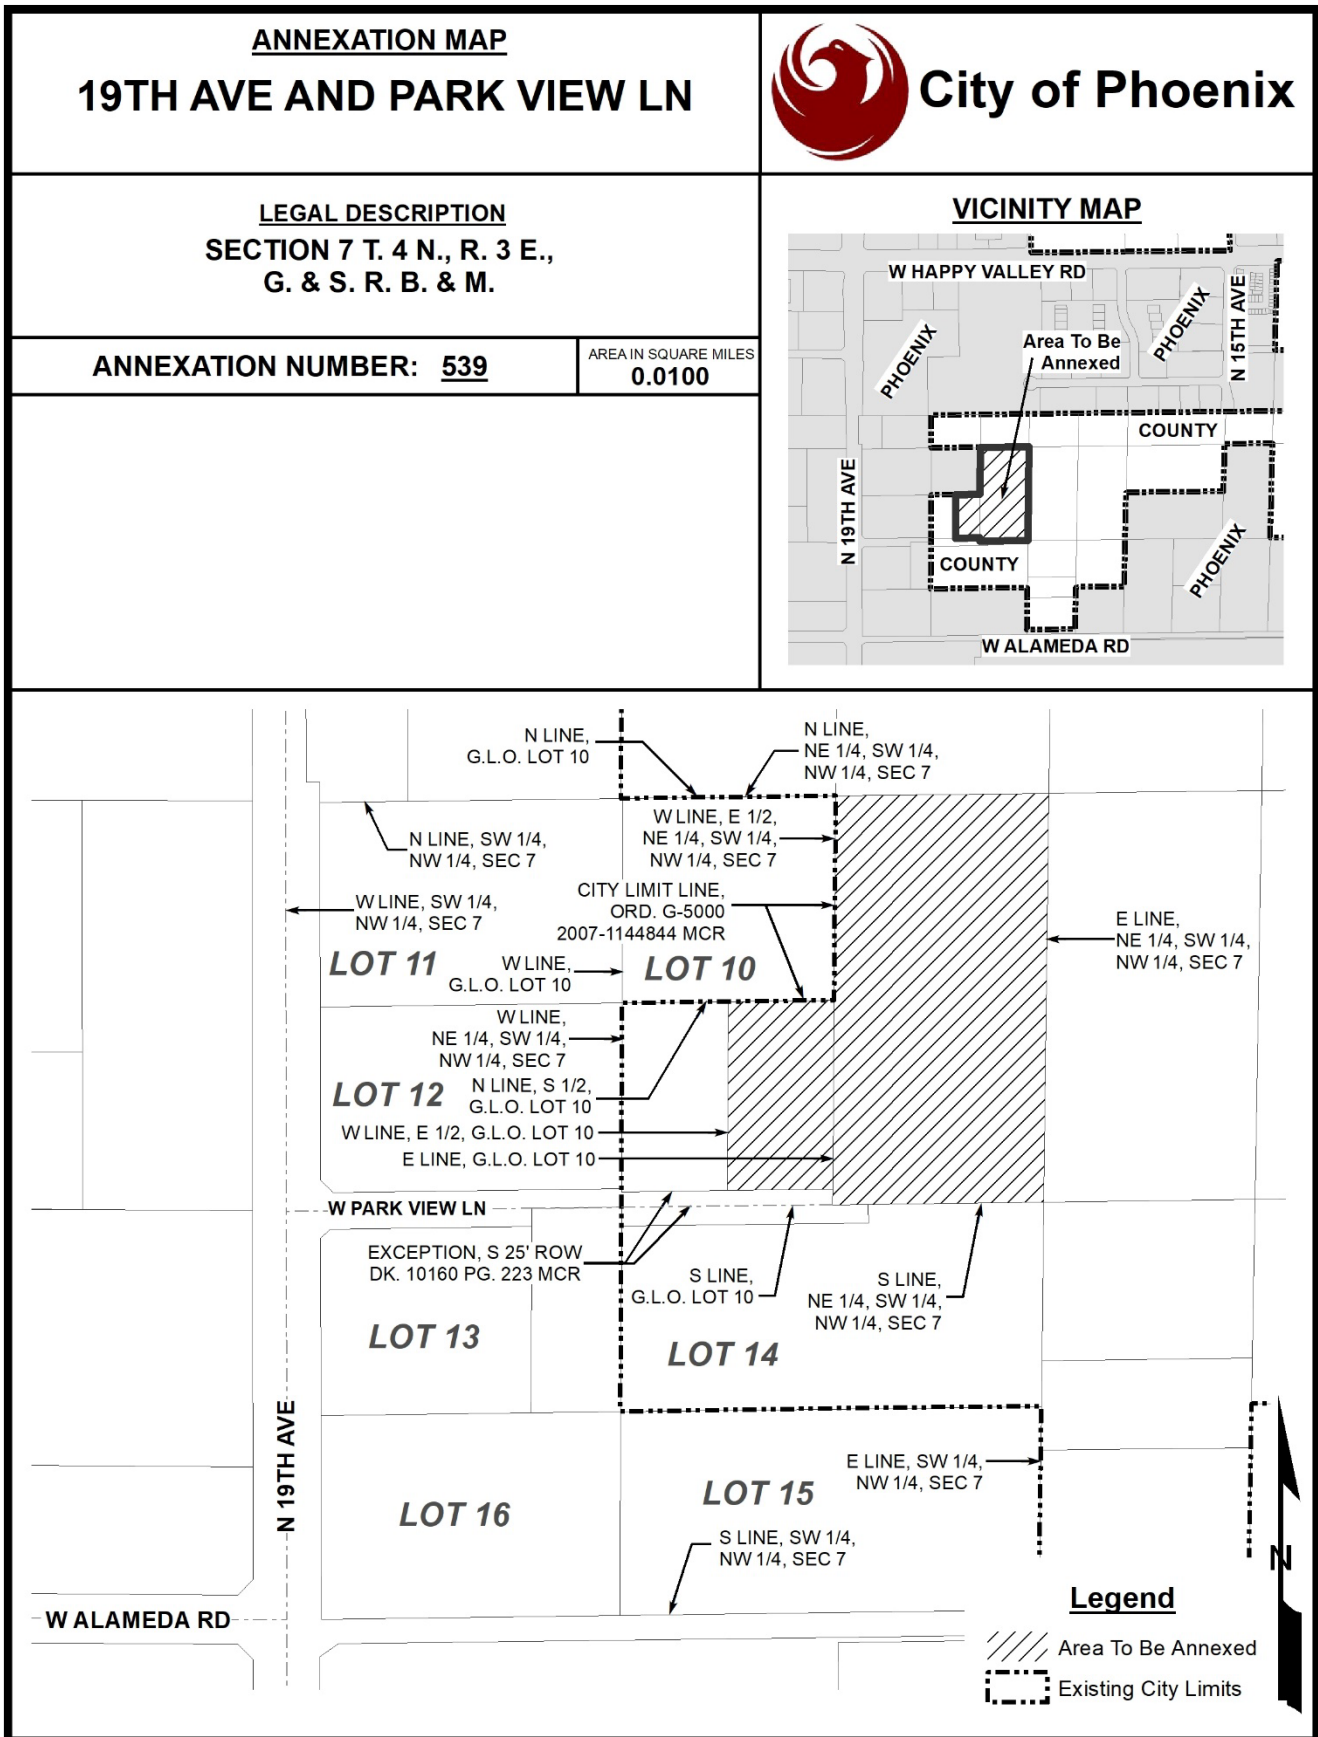 ANNEXATION MAP
19TH AVE AND PARK VIEW LN
City of Phoenix
LEGAL DESCRIPTION
SECTION 7 T. 4 N., R. 3 E.,
G. & S. R. B. & M.
ANNEXATION NUMBER: 539
AREA IN SQUARE MILES
0.0100
VICINITY MAP
W HAPPY VALLEY RD
PHOENIX
PHOENIX
N 15TH AVE
Area To Be
Annexed
COUNTY
N 19TH AVE
COUNTY
PHOENIX
W ALAMEDA RD
N LINE,
G.L.O. LOT 10
N LINE,
NE 1/4, SW 1/4,
NW 1/4, SEC 7
N LINE, SW 1/4,
NW 1/4, SEC 7
W LINE, E 1/2,
NE 1/4, SW 1/4,
NW 1/4, SEC 7
W LINE, SW 1/4,
NW 1/4, SEC 7
CITY LIMIT LINE,
ORD. G-5000
2007-1144844 MCR
E LINE,
NE 1/4, SW 1/4,
NW 1/4, SEC 7
LOT 11
W LINE,
G.L.O. LOT 10
LOT 10
W LINE,
NE 1/4, SW 1/4,
NW 1/4, SEC 7
LOT 12
N LINE, S 1/2,
G.L.O. LOT 10
W LINE, E 1/2, G.L.O. LOT 10
E LINE, G.L.O. LOT 10
W PARK VIEW LN
EXCEPTION, S 25' ROW
DK. 10160 PG. 223 MCR
S LINE,
G.L.O. LOT 10
S LINE,
NE 1/4, SW 1/4,
NW 1/4, SEC 7
LOT 13
LOT 14
N 19TH AVE
E LINE, SW 1/4,
NW 1/4, SEC 7
LOT 15
LOT 16
S LINE, SW 1/4,
NW 1/4, SEC 7
W ALAMEDA RD
N
Legend
Area To Be Annexed
Existing City Limits